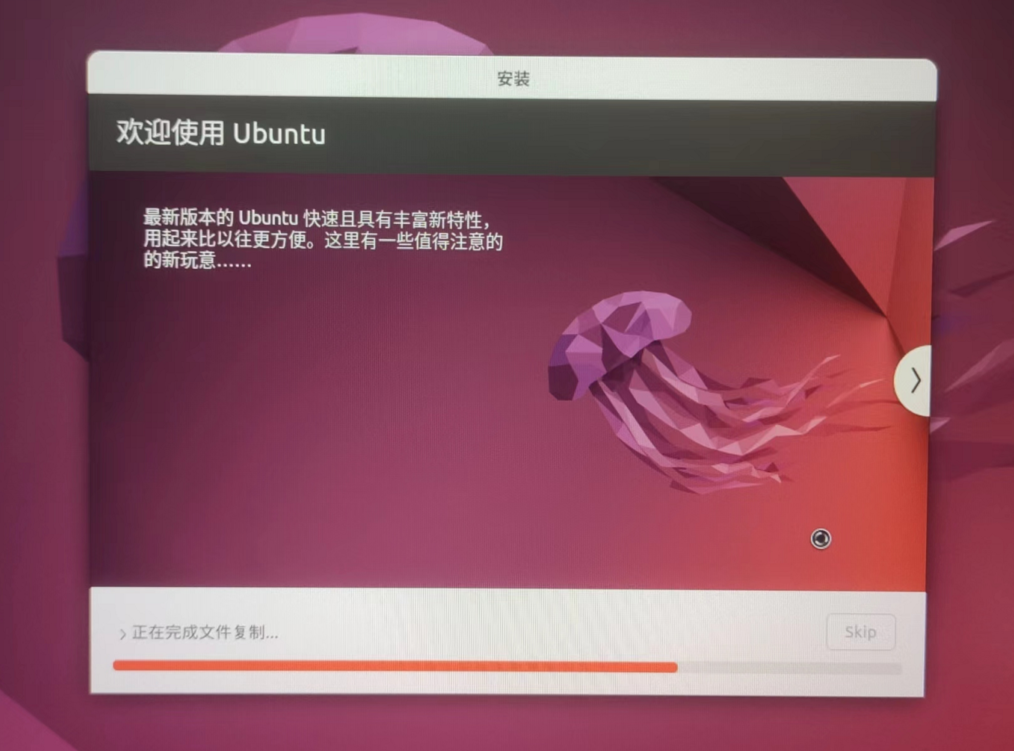 安装
欢迎使用 Ubuntu
最新版本的 Ubuntu 快速且具有丰富新特性，
用起来比以往更方便。这里有一些值得注意的
的新玩意……
正在完成文件复制...
Skip